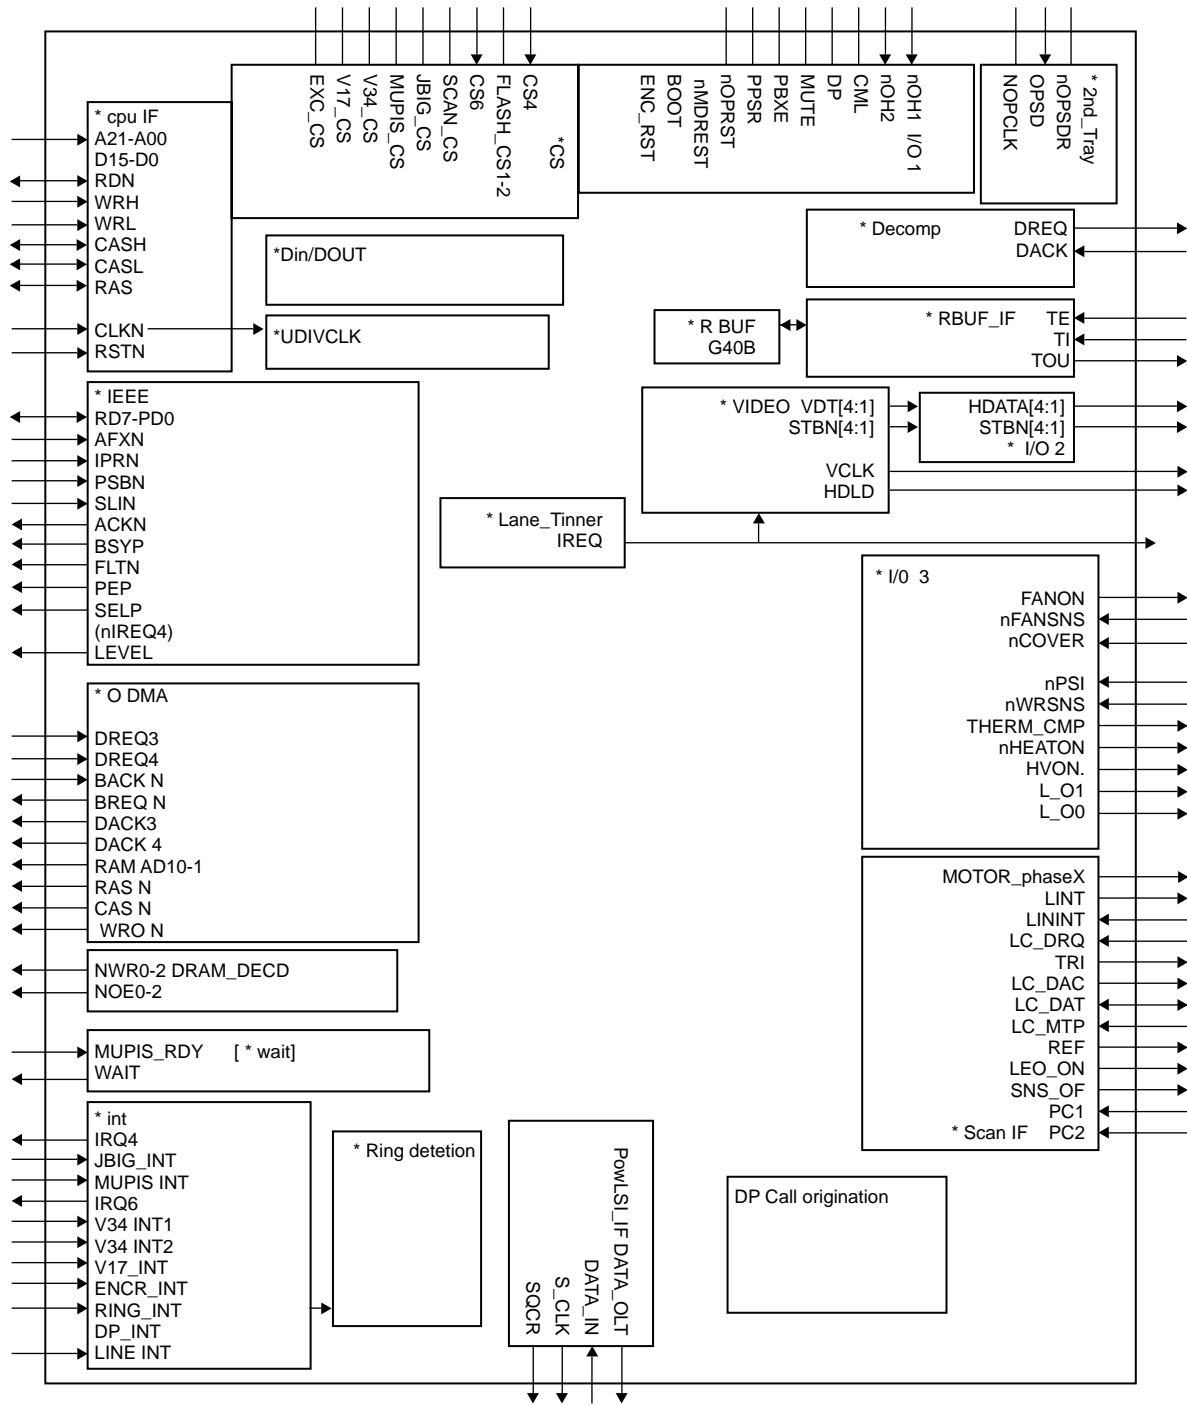 EXC_CS
V17_CS
V34_CS
MUPIS_CS
JBIG_CS
SCAN_CS
CS6
FLASH_CS1-2
CS4
*CS
ENC_RST
BOOT
nMDREST
nOPRST
PPSR
PBXE
MUTE
DP
CML
nOH2
nOH1 I/O 1
NOPCLK
OPSD
nOPSDR
* 2nd_Tray
* cpu IF
A21-A00
D15-D0
RDN
WRH
WRL
CASH
CASL
RAS
CLKN
RSTN
*Din/DOUT
*UDIVCLK
* Decomp DREQ
DACK
* R BUF
G40B
* RBUF_IF TE
TI
TOU
* IEEE
RD7-PD0
AFXN
IPRN
PSBN
SLIN
ACKN
BSYP
FLTN
PEP
SELP
(nIREQ4)
LEVEL
* VIDEO VDT[4:1]
STBN[4:1]
VCLK
HDLD
HDATA[4:1]
STBN[4:1]
* I/O 2
* Lane_Tinner
IREQ
* I/0 3
FANON
nFANSNS
nCOVER
nPSI
nWRSNS
THERM_CMP
nHEATON
HVON.
L_O1
L_O0
* O DMA
DREQ3
DREQ4
BACK N
BREQ N
DACK3
DACK 4
RAM AD10-1
RAS N
CAS N
WRO N
NWR0-2 DRAM_DECD
NOE0-2
MUPIS_RDY [ * wait]
WAIT
MOTOR_phaseX
LINT
LININT
LC_DRQ
TRI
LC_DAC
LC_DAT
LC_MTP
REF
LEO_ON
SNS_OF
PC1
* Scan IF PC2
* int
IRQ4
JBIG_INT
MUPIS INT
IRQ6
V34 INT1
V34 INT2
V17_INT
ENCR_INT
RING_INT
DP_INT
LINE INT
* Ring detetion
SQCR
S_CLK
DATA_IN
PowLSI_IF DATA_OLT
DP Call origination